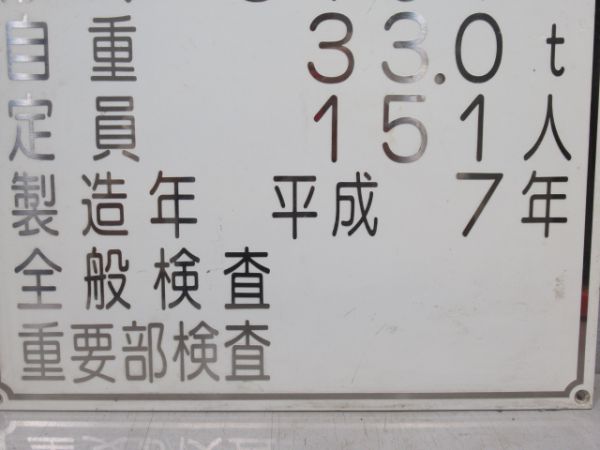 自重 33.0t
定員 151人
製造年 平成 7年
全般検査
重要部検査